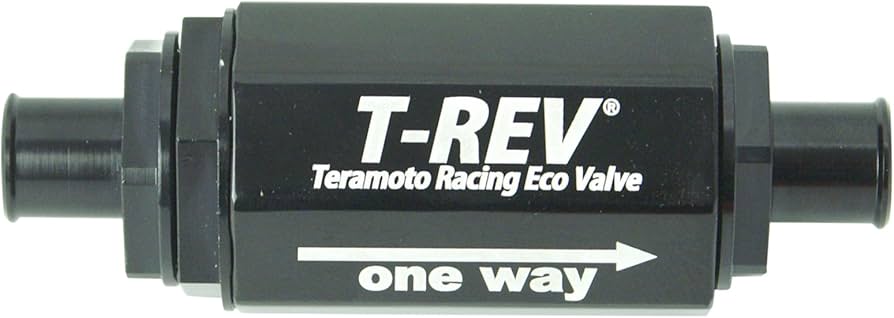 T-REV®
Teramoto Racing Eco Valve
one way